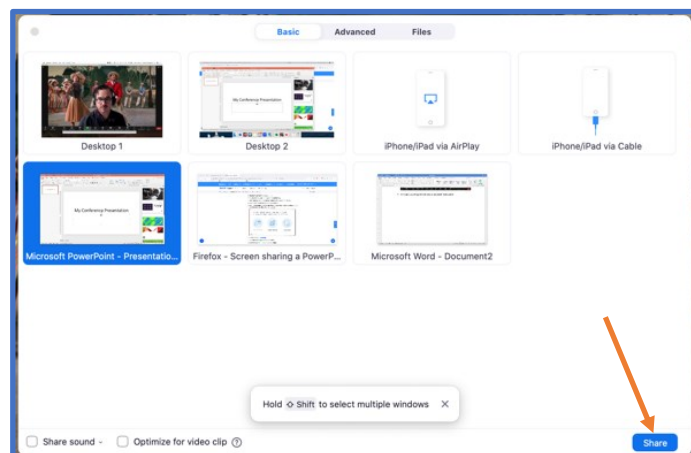 Basic Advanced Files
My Conference Presentation
Desktop 1 Desktop 2 iPhone/iPad via AirPlay iPhone/iPad via Cable
My Conference Presentation
Microsoft PowerPoint - Presentatio... Firefox - Screen sharing a PowerP... Microsoft Word - Document2
Hold Shift to select multiple windows
Share sound Optimize for video clip ? Share